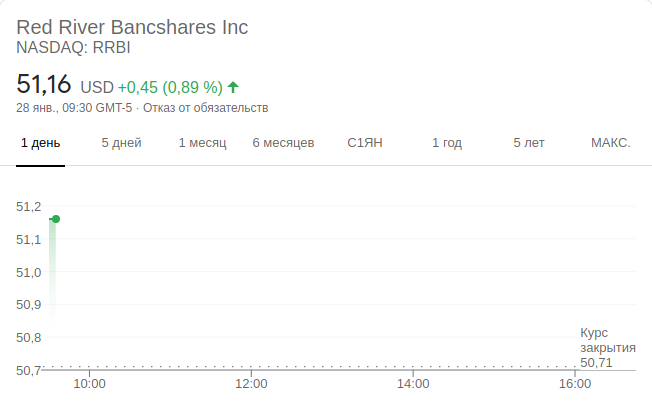 Red River Bancshares Inc
NASDAQ: RRBI
51,16 USD +0,45 (0,89 %)
28 янв., 09:30 GMT-5 · Отказ от обязательств
1 день 5 дней 1 месяц 6 месяцев С1ЯН 1 год 5 лет МАКС.
51,2
51,1
51,0
50,9
50,8
50,7
Курс
закрытия
50,71
10:00 12:00 14:00 16:00